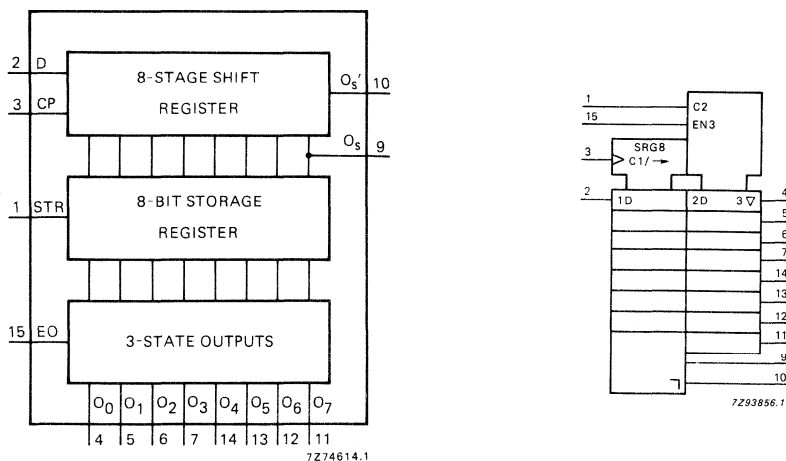 2 D
3 CP
8-STAGE SHIFT
REGISTER
Os' 10
Os 9
1 STR
8-BIT STORAGE
REGISTER
15 EO
3-STATE OUTPUTS
O0 O1 O2 O3 O4 O5 O6 O7
4 5 6 7 14 13 12 11
7Z74614.1
1 C2
15 EN3
SRG8
3 C1/→
2 1D 2D 3▽ 4
5
6
7
14
13
12
11
9
10
7Z93856.1